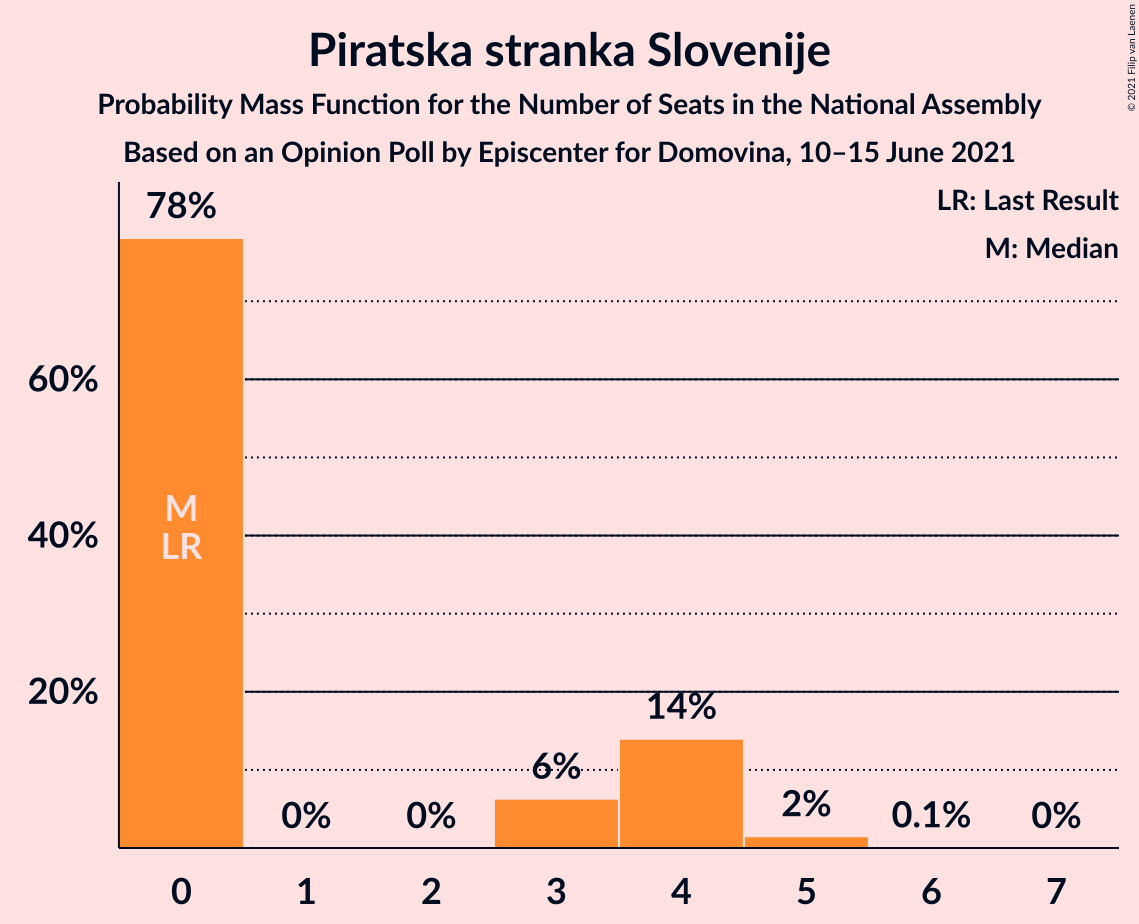 Piratska stranka Slovenije
Probability Mass Function for the Number of Seats in the National Assembly
Based on an Opinion Poll by Episcenter for Domovina, 10–15 June 2021
© 2021 Filip van Laenen
LR: Last Result
M: Median
78%
60%
M
40%
LR
20%
14%
6%
0%
0%
2%
0.1%
0%
0 1 2 3 4 5 6 7